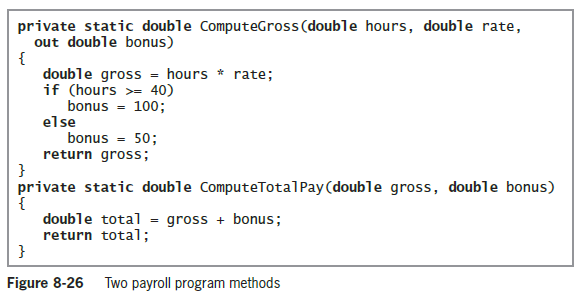 private static double ComputeGross(double hours, double rate,
out double bonus)
{
double gross = hours * rate;
if (hours >= 40)
bonus = 100;
else
bonus = 50;
return gross;
}
private static double ComputeTotalPay(double gross, double bonus)
{
double total = gross + bonus;
return total;
}
Figure 8-26 Two payroll program methods